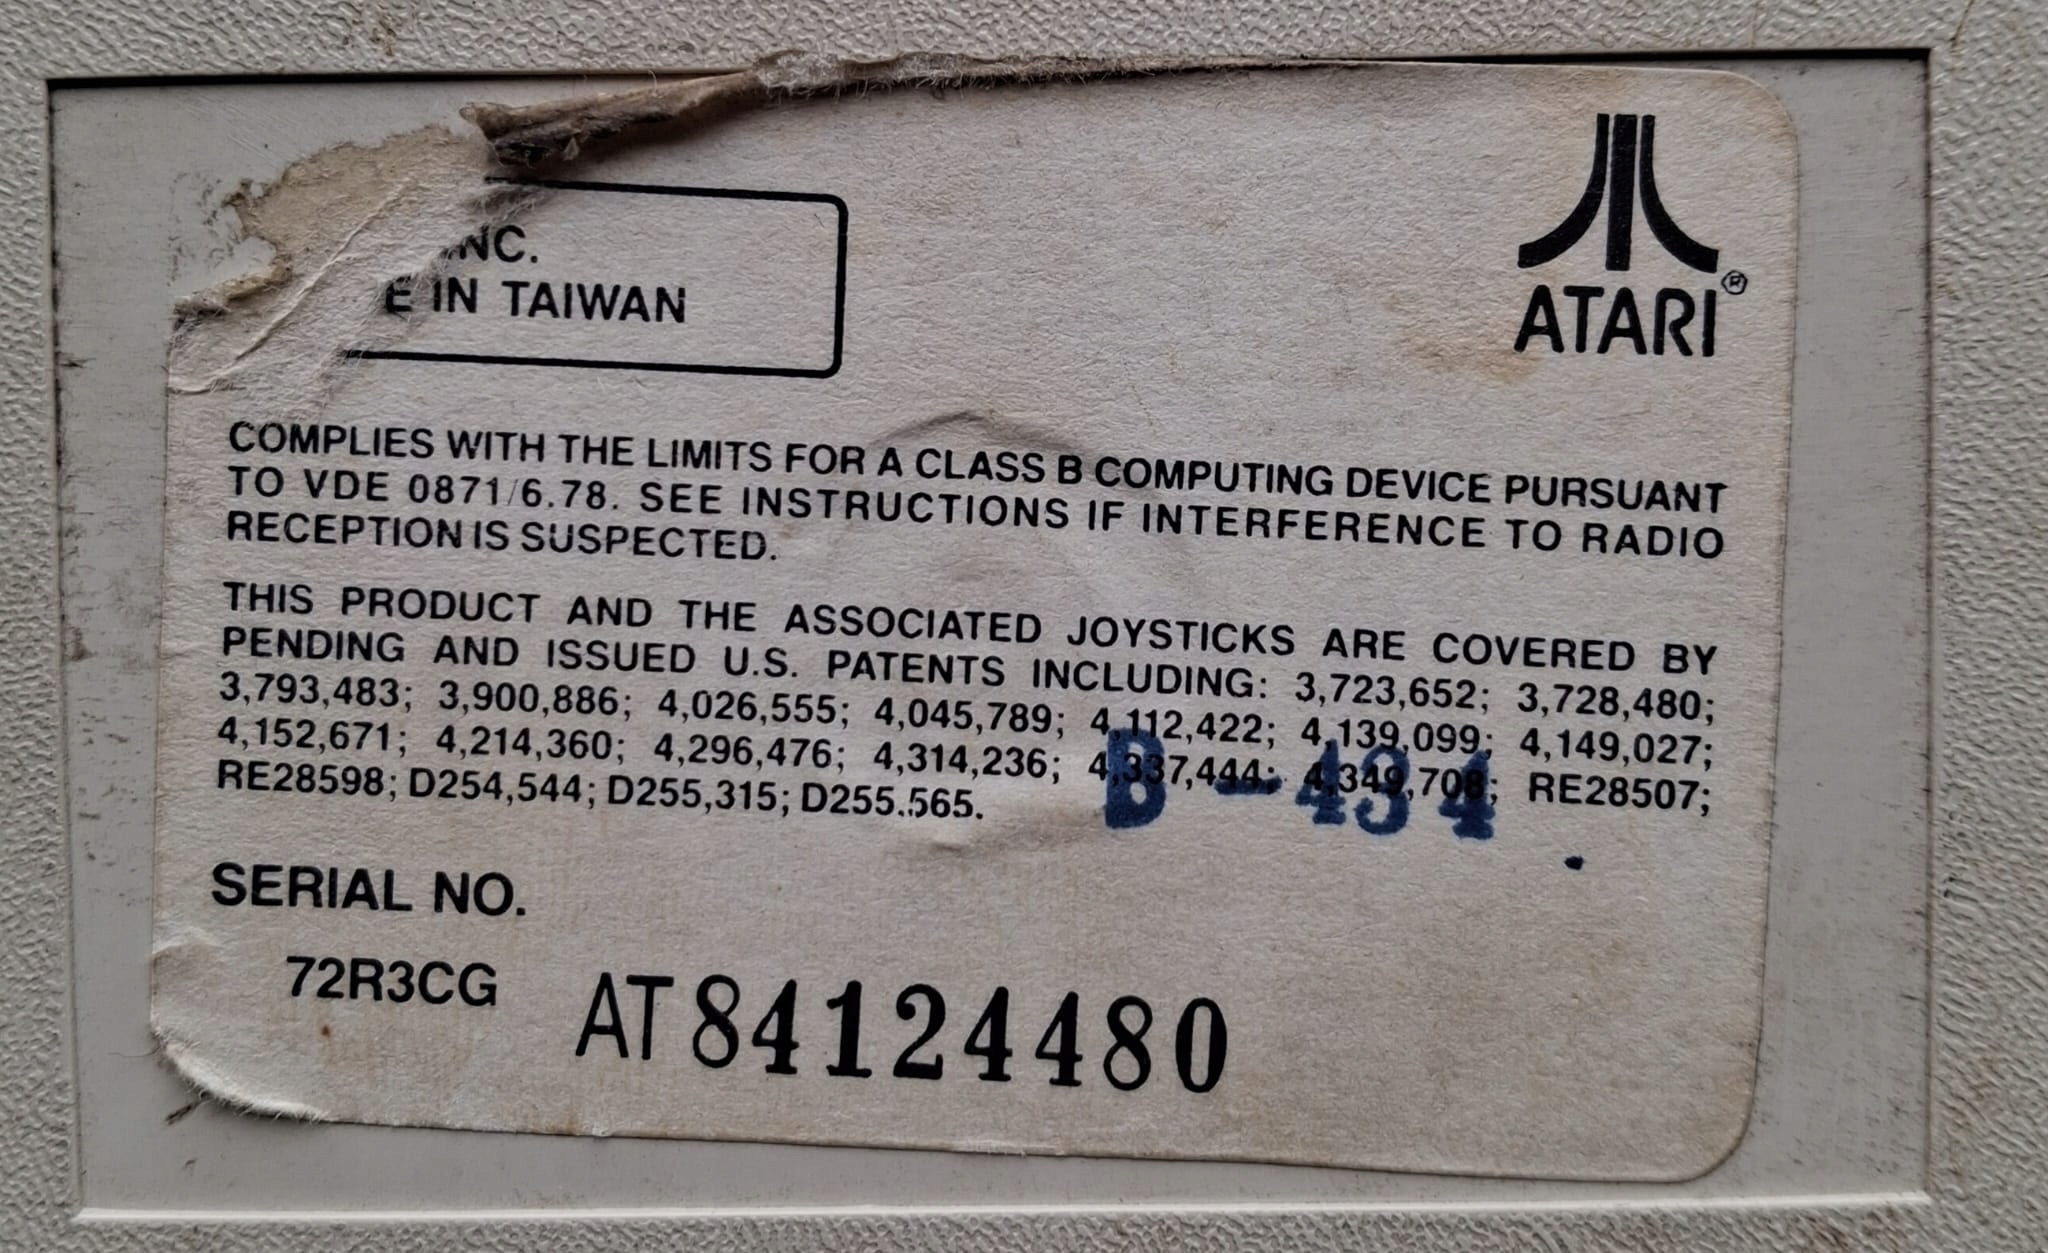 INC.
E IN TAIWAN
ATARI®
COMPLIES WITH THE LIMITS FOR A CLASS B COMPUTING DEVICE PURSUANT
TO VDE 0871/6.78. SEE INSTRUCTIONS IF INTERFERENCE TO RADIO
RECEPTION IS SUSPECTED.
THIS PRODUCT AND THE ASSOCIATED JOYSTICKS ARE COVERED BY
PENDING AND ISSUED U.S. PATENTS INCLUDING: 3,723,652; 3,728,480;
3,793,483; 3,900,886; 4,026,555; 4,045,789; 4,112,422; 4,139,099; 4,149,027;
4,152,671; 4,214,360; 4,296,476; 4,314,236; 4,337,444; 4,349,708; RE28507;
RE28598; D254,544; D255,315; D255.565.
B-434
SERIAL NO.
72R3CG AT 84124480